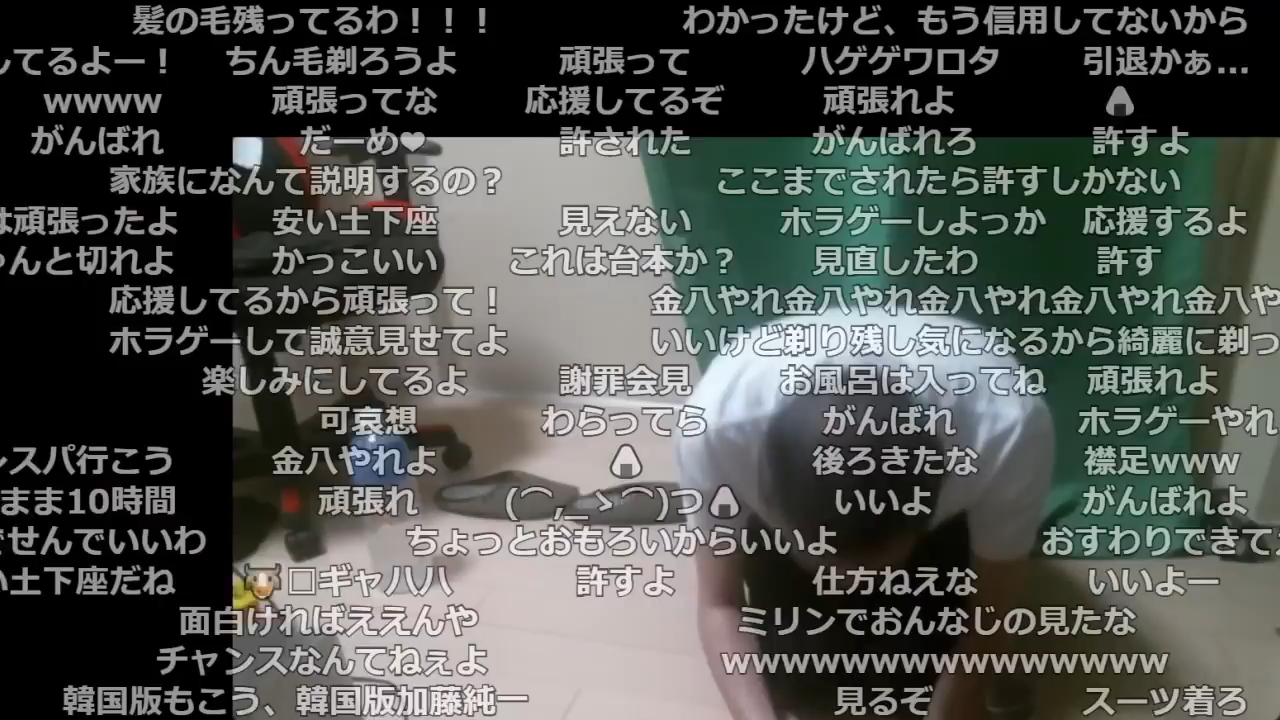 髪の毛残ってるわ！！！ わかったけど、もう信用してないから
してるよー！ ちん毛剃ろうよ 頑張って ハゲゲワロタ 引退かぁ…
wwww 頑張ってな 応援してるぞ 頑張れよ 🍙
がんばれ だーめ❤ 許された がんばれろ 許すよ
家族になんて説明するの？ ここまでされたら許すしかない
は頑張ったよ 安い土下座 見えない ホラゲーしよっか 応援するよ
ゃんと切れよ かっこいい これは台本か？ 見直したわ 許す
応援してるから頑張って！ 金八やれ金八やれ金八やれ金八やれ金八や
ホラゲーして誠意見せてよ いいけど剃り残し気になるから綺麗に剃っ
楽しみにしてるよ 謝罪会見 お風呂は入ってね 頑張れよ
可哀想 わらってら がんばれ ホラゲーやれ
レスパ行こう 金八やれよ 🍙 後ろきたな 襟足www
まま10時間 頑張れ (⌒,_ゝ⌒)つ🍙 いいよ がんばれよ
でせんでいいわ ちょっとおもろいからいいよ おすわりできて
い土下座だね 🐮□ギャハハ 許すよ 仕方ねえな いいよー
面白ければええんや ミリンでおんなじの見たな
チャンスなんてねぇよ wwwwwwwwwwwwwwww
韓国版もこう、韓国版加藤純一 見るぞ スーツ着ろ